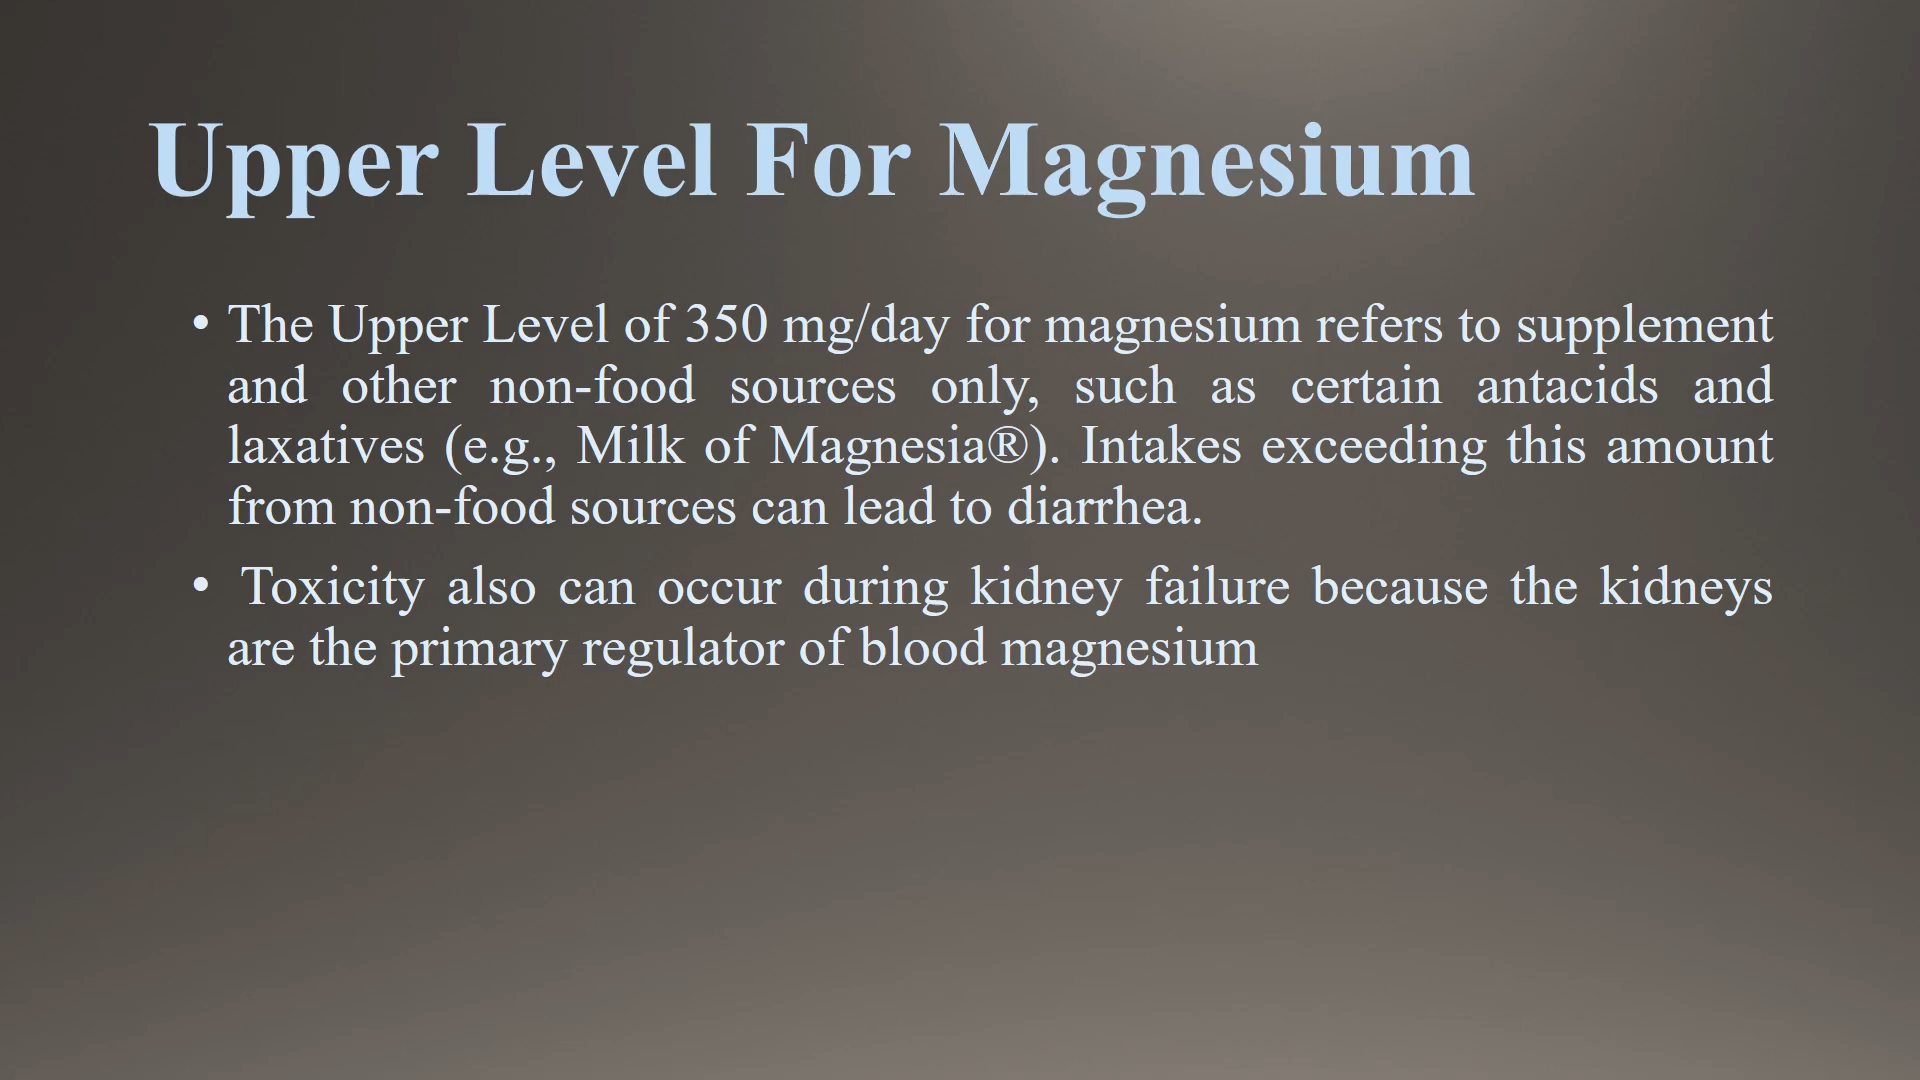 Upper Level For Magnesium
• The Upper Level of 350 mg/day for magnesium refers to supplement
and other non-food sources only, such as certain antacids and
laxatives (e.g., Milk of Magnesia®). Intakes exceeding this amount
from non-food sources can lead to diarrhea.
• Toxicity also can occur during kidney failure because the kidneys
are the primary regulator of blood magnesium